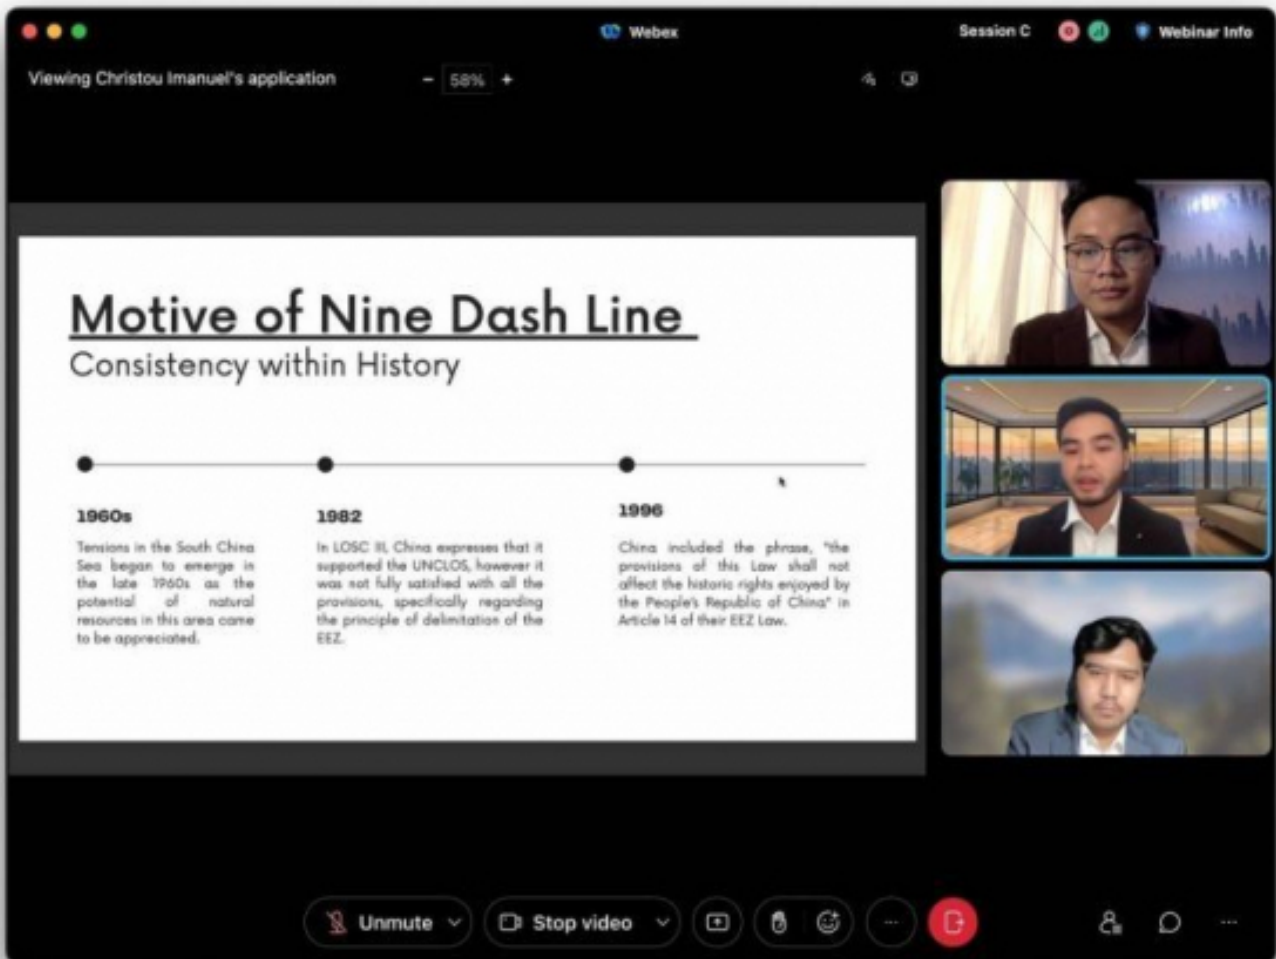 Webex
Session C
Webinar Info
Viewing Christou Imanuel's application
− 58% +
Motive of Nine Dash Line
Consistency within History
1960s
Tensions in the South China
Sea began to emerge in
the late 1960s as the
potential of natural
resources in this area came
to be appreciated.
1982
In LOSC III, China expresses that it
supported the UNCLOS, however it
was not fully satisfied with all the
provisions, specifically regarding
the principle of delimitation of the
EEZ.
1996
China included the phrase, "the
provisions of this Law shall not
affect the historic rights enjoyed by
the People's Republic of China" in
Article 14 of their EEZ Law.
Unmute
Stop video